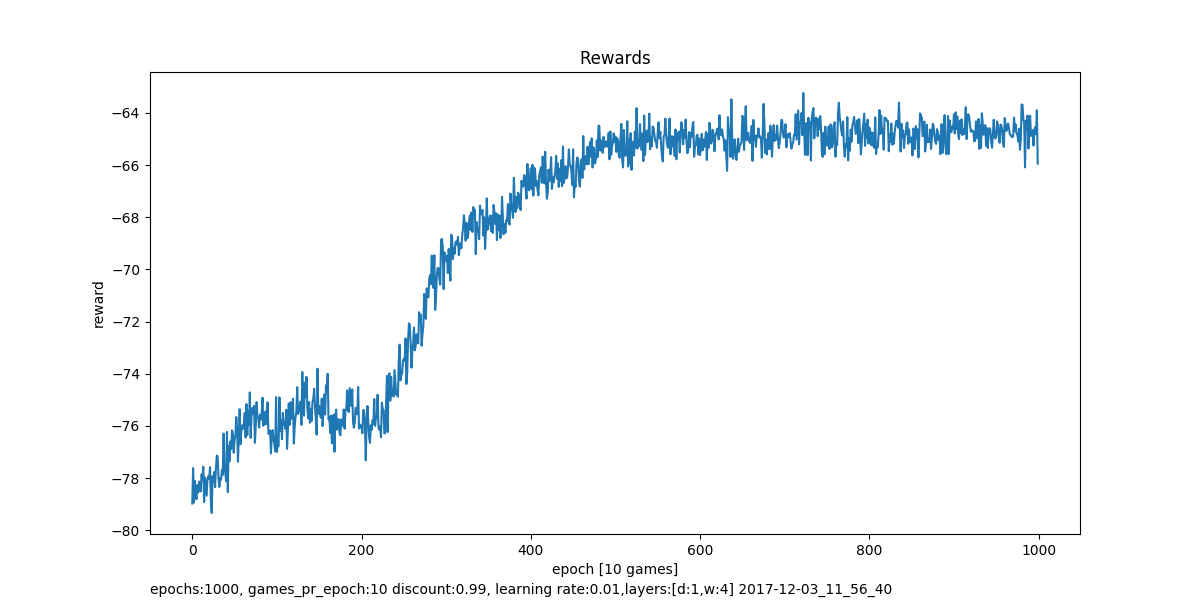 Rewards
−64
−66
−68
−70
−72
−74
−76
−78
−80
reward
0 200 400 600 800 1000
epoch [10 games]
epochs:1000, games_pr_epoch:10 discount:0.99, learning rate:0.01,layers:[d:1,w:4] 2017-12-03_11_56_40